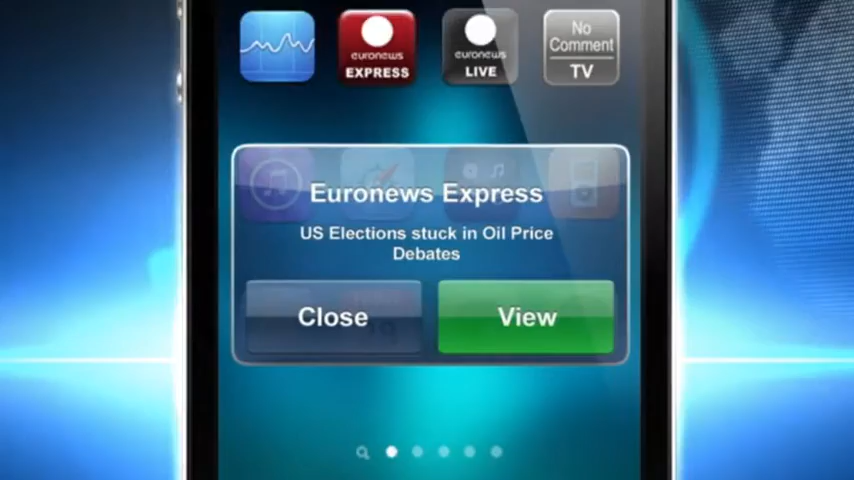 euronews
EXPRESS
euronews
LIVE
No
Comment
TV
Euronews Express
US Elections stuck in Oil Price
Debates
Close
View